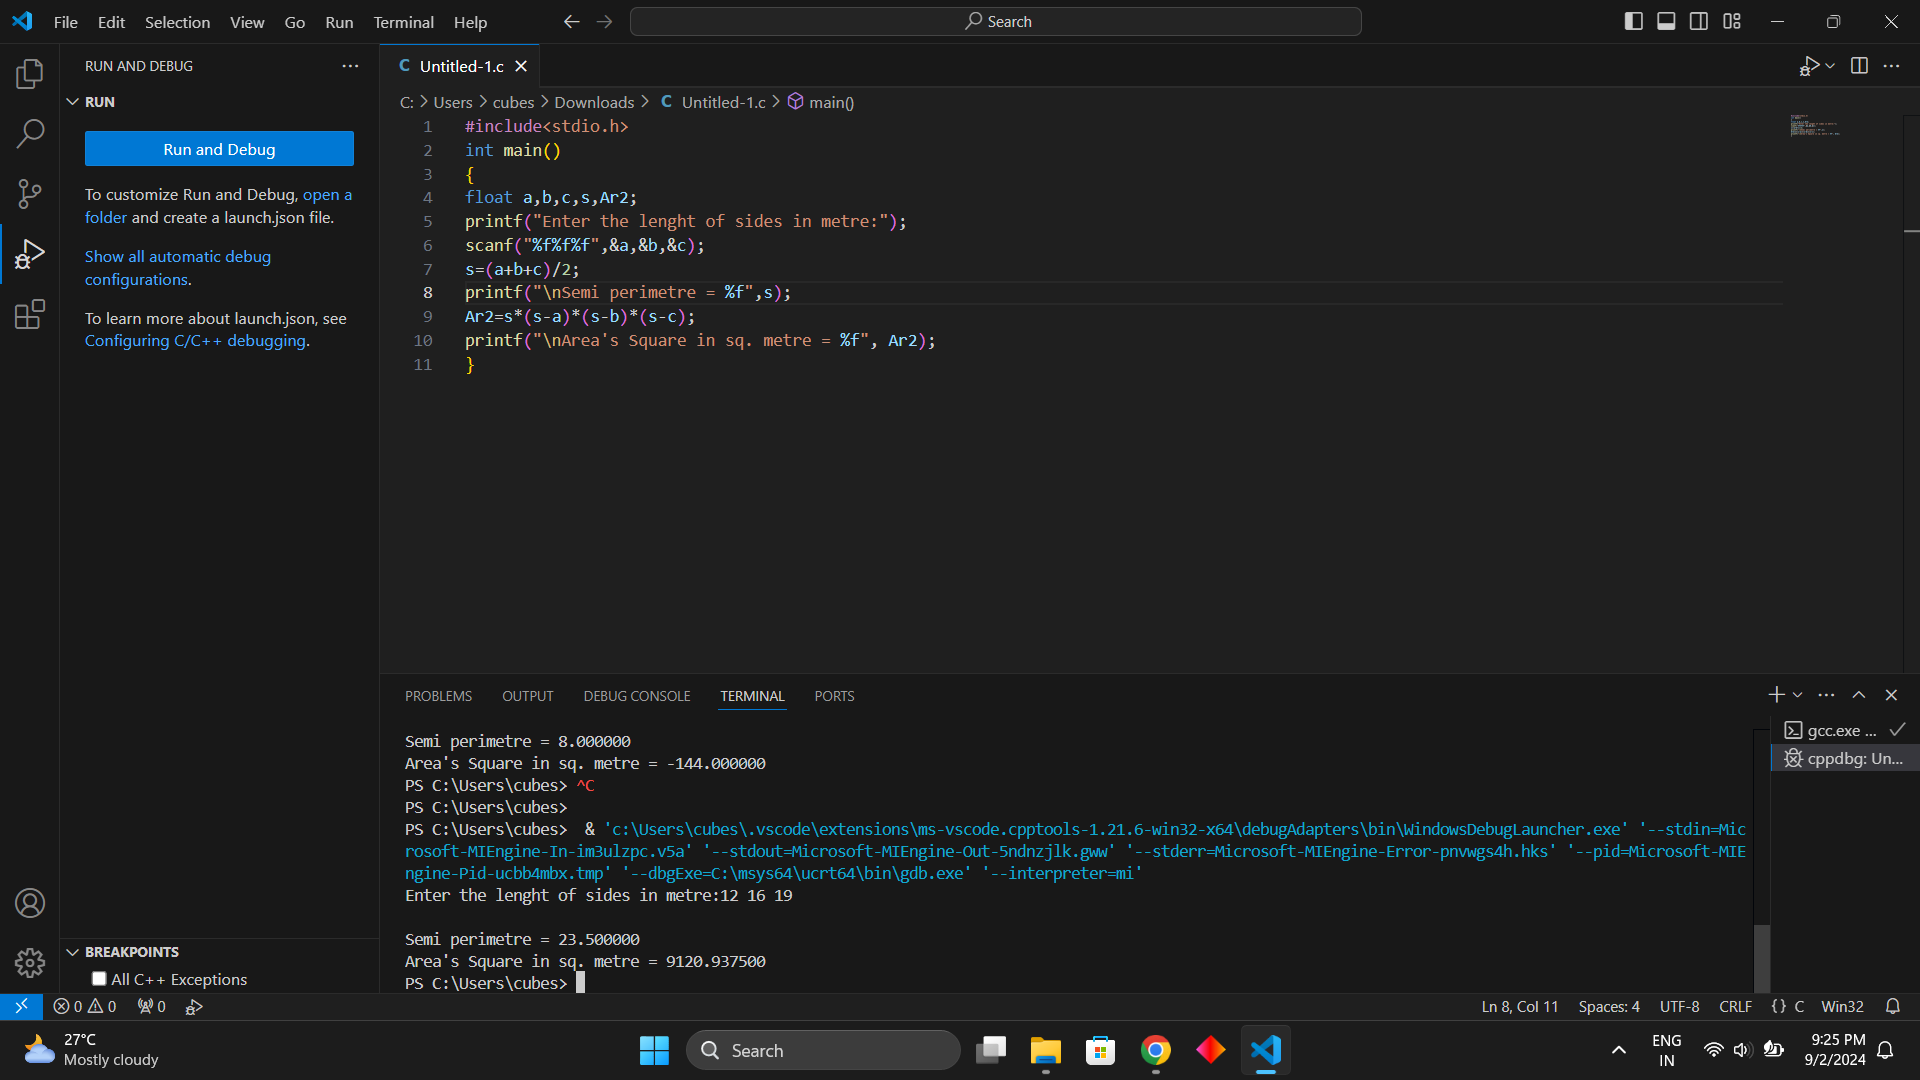 File Edit Selection View Go Run Terminal Help
Search
RUN AND DEBUG
RUN
Run and Debug
To customize Run and Debug, open a
folder and create a launch.json file.
Show all automatic debug
configurations.
To learn more about launch.json, see
Configuring C/C++ debugging.
BREAKPOINTS
All C++ Exceptions
C Untitled-1.c
C: > Users > cubes > Downloads > C Untitled-1.c > main()
1 #include<stdio.h>
2 int main()
3 {
4 float a,b,c,s,Ar2;
5 printf("Enter the lenght of sides in metre:");
6 scanf("%f%f%f",&a,&b,&c);
7 s=(a+b+c)/2;
8 printf("\nSemi perimetre = %f",s);
9 Ar2=s*(s-a)*(s-b)*(s-c);
10 printf("\nArea's Square in sq. metre = %f", Ar2);
11 }
PROBLEMS OUTPUT DEBUG CONSOLE TERMINAL PORTS
Semi perimetre = 8.000000
Area's Square in sq. metre = -144.000000
PS C:\Users\cubes> ^C
PS C:\Users\cubes>
PS C:\Users\cubes>  & 'c:\Users\cubes\.vscode\extensions\ms-vscode.cpptools-1.21.6-win32-x64\debugAdapters\bin\WindowsDebugLauncher.exe' '--stdin=Mic
rosoft-MIEngine-In-im3ulzpc.v5a' '--stdout=Microsoft-MIEngine-Out-5ndnzjlk.gww' '--stderr=Microsoft-MIEngine-Error-pnvwgs4h.hks' '--pid=Microsoft-MIE
ngine-Pid-ucbb4mbx.tmp' '--dbgExe=C:\msys64\ucrt64\bin\gdb.exe' '--interpreter=mi'
Enter the lenght of sides in metre:12 16 19
Semi perimetre = 23.500000
Area's Square in sq. metre = 9120.937500
PS C:\Users\cubes>
gcc.exe ...
cppdbg: Un...
0 0 0
Ln 8, Col 11 Spaces: 4 UTF-8 CRLF {} C Win32
27°C
Mostly cloudy
Search
ENG
IN
9:25 PM
9/2/2024